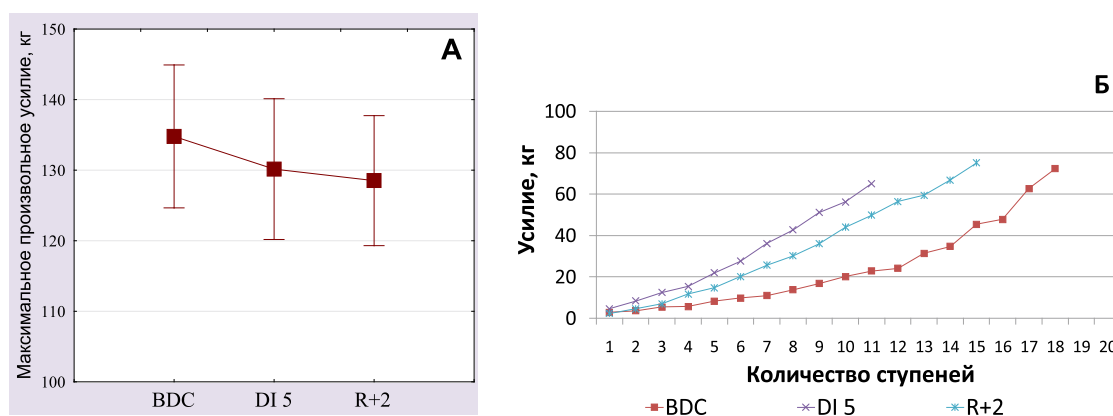 А
Максимальное произвольное усилие, кг
150
140
130
120
110
100
BDC DI 5 R+2
Б
Усилие, кг
100
80
60
40
20
0
1 2 3 4 5 6 7 8 9 10 11 12 13 14 15 16 17 18 19 20
Количество ступеней
BDC DI 5 R+2